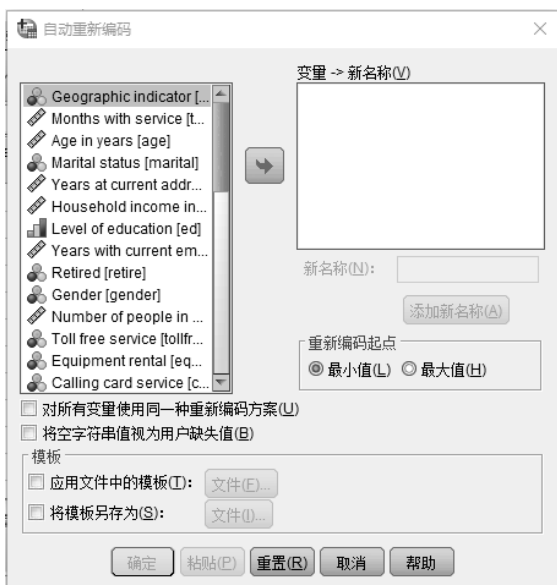 自动重新编码
变量 -> 新名称(V)
Geographic indicator [...
Months with service [t...
Age in years [age]
Marital status [marital]
Years at current addr...
Household income in...
Level of education [ed]
Years with current em...
Retired [retire]
Gender [gender]
Number of people in ...
Toll free service [tollfr...
Equipment rental [eq...
Calling card service [c...
新名称(N):
添加新名称(A)
重新编码起点
最小值(L) 最大值(H)
对所有变量使用同一种重新编码方案(U)
将空字符串值视为用户缺失值(B)
模板
应用文件中的模板(T): 文件(F)...
将模板另存为(S): 文件(I)...
确定 粘贴(P) 重置(R) 取消 帮助